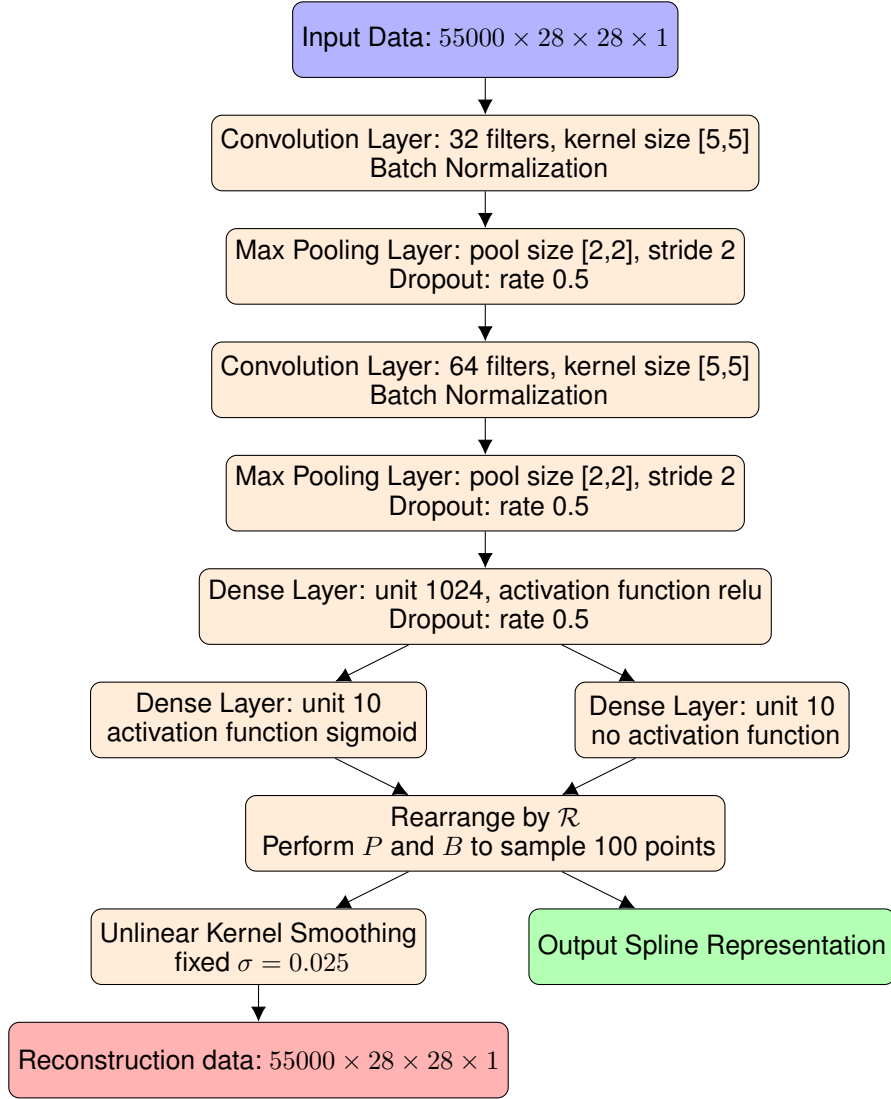 Input Data: 55000 × 28 × 28 × 1
Convolution Layer: 32 filters, kernel size [5,5]
Batch Normalization
Max Pooling Layer: pool size [2,2], stride 2
Dropout: rate 0.5
Convolution Layer: 64 filters, kernel size [5,5]
Batch Normalization
Max Pooling Layer: pool size [2,2], stride 2
Dropout: rate 0.5
Dense Layer: unit 1024, activation function relu
Dropout: rate 0.5
Dense Layer: unit 10
activation function sigmoid
Dense Layer: unit 10
no activation function
Rearrange by ℛ
Perform P and B to sample 100 points
Unlinear Kernel Smoothing
fixed σ = 0.025
Output Spline Representation
Reconstruction data: 55000 × 28 × 28 × 1